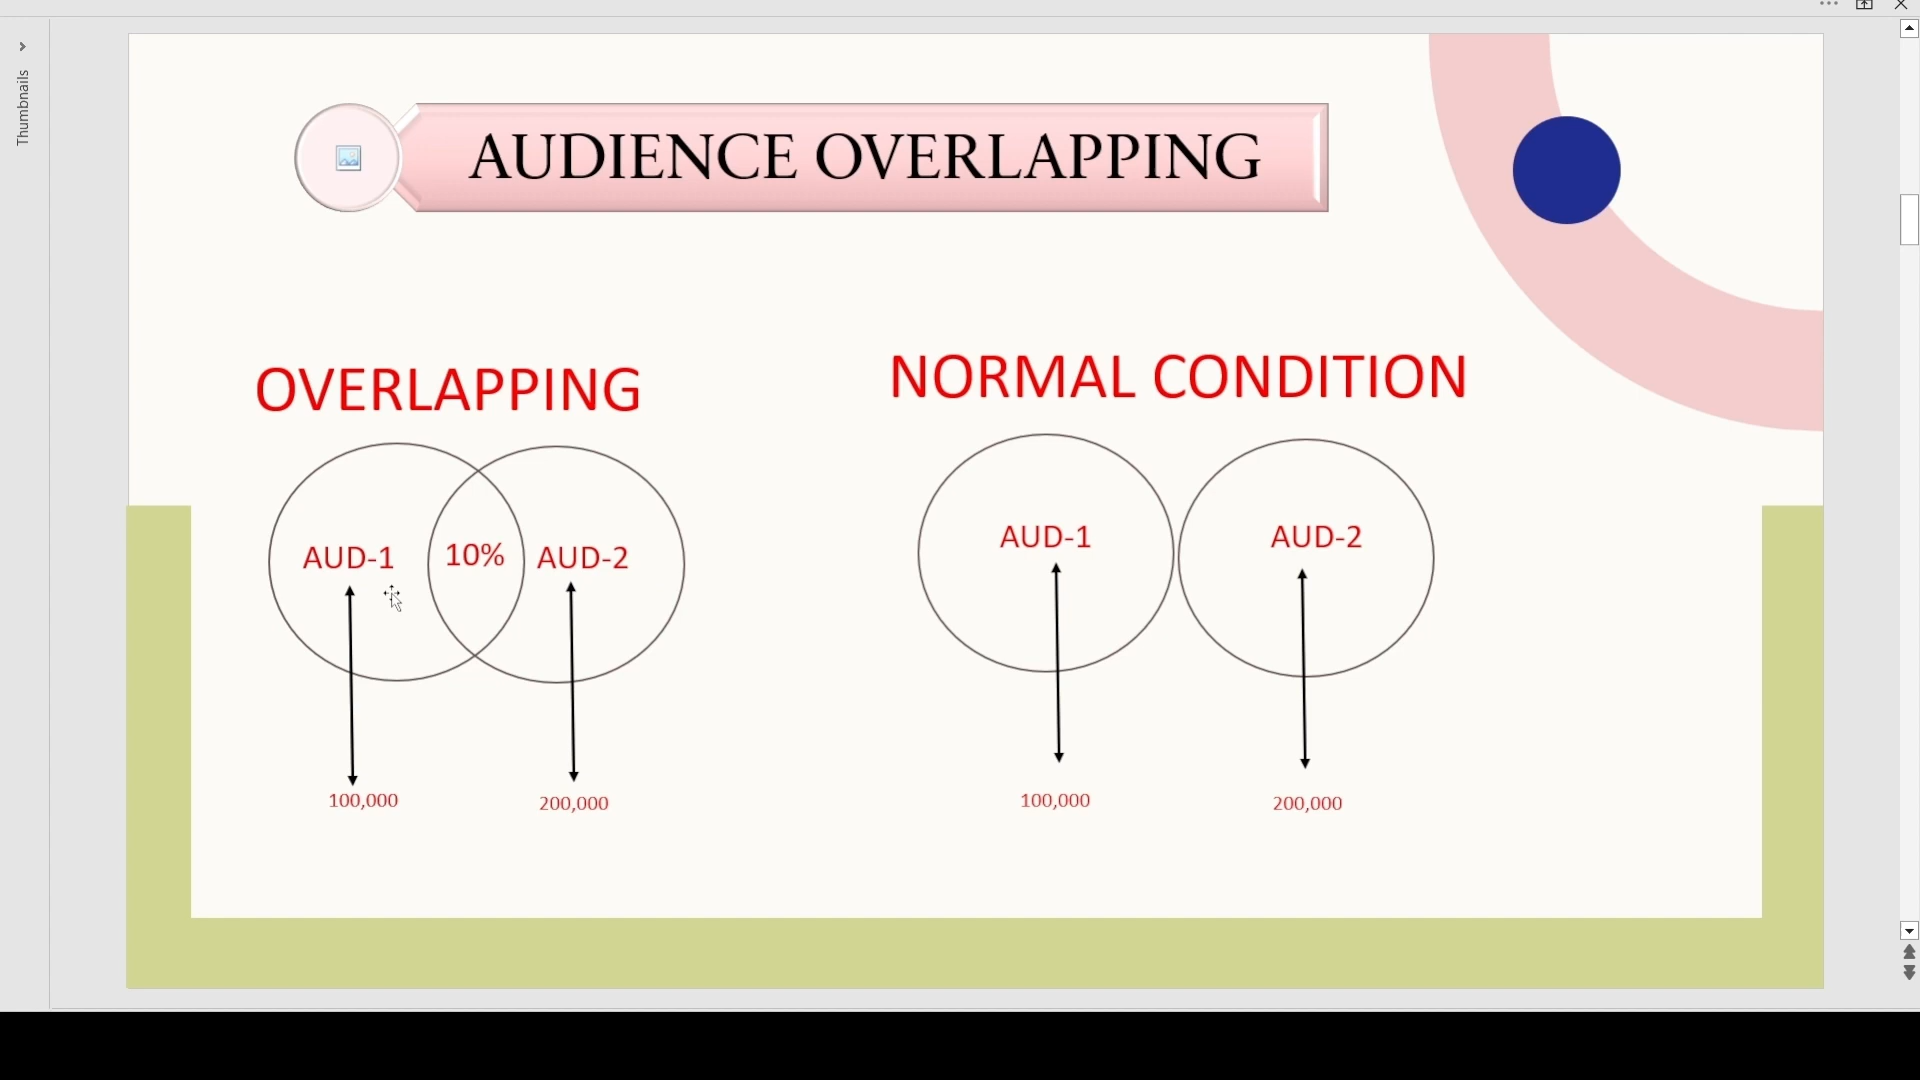 Thumbnails
AUDIENCE OVERLAPPING
OVERLAPPING
AUD-1 10% AUD-2
100,000 200,000
NORMAL CONDITION
AUD-1 AUD-2
100,000 200,000